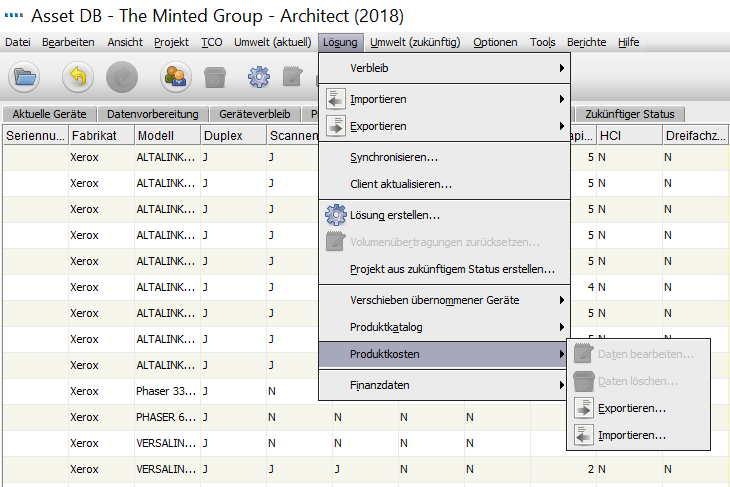 Asset DB - The Minted Group - Architect (2018)
Datei Bearbeiten Ansicht Projekt TCO Umwelt (aktuell) Lösung Umwelt (zukünftig) Optionen Tools Berichte Hilfe
Aktuelle Geräte Datenvorbereitung Geräteverbleib P Zukünftiger Status
Seriennu... Fabrikat Modell Duplex Scannen api... HCI Dreifachz...
Verbleib
Importieren
Exportieren
Synchronisieren...
Client aktualisieren...
Lösung erstellen...
Volumenübertragungen zurücksetzen...
Projekt aus zukünftigem Status erstellen...
Verschieben übernommener Geräte
Produktkatalog
Produktkosten
Finanzdaten
Daten bearbeiten...
Daten löschen...
Exportieren...
Importieren...
Xerox ALTALINK... J J 5 N N
Xerox ALTALINK... J J 5 N N
Xerox ALTALINK... J J 5 N N
Xerox ALTALINK... J J 5 N N
Xerox ALTALINK... J J 5 N N
Xerox ALTALINK... J J 4 N N
Xerox ALTALINK... J J 5 N N
Xerox ALTALINK... J J
Xerox ALTALINK... J J
Xerox Phaser 33... J N
Xerox PHASER 6... J N N N N
Xerox VERSALIN... J N N N N
Xerox VERSALIN... J J J N N 2 N N